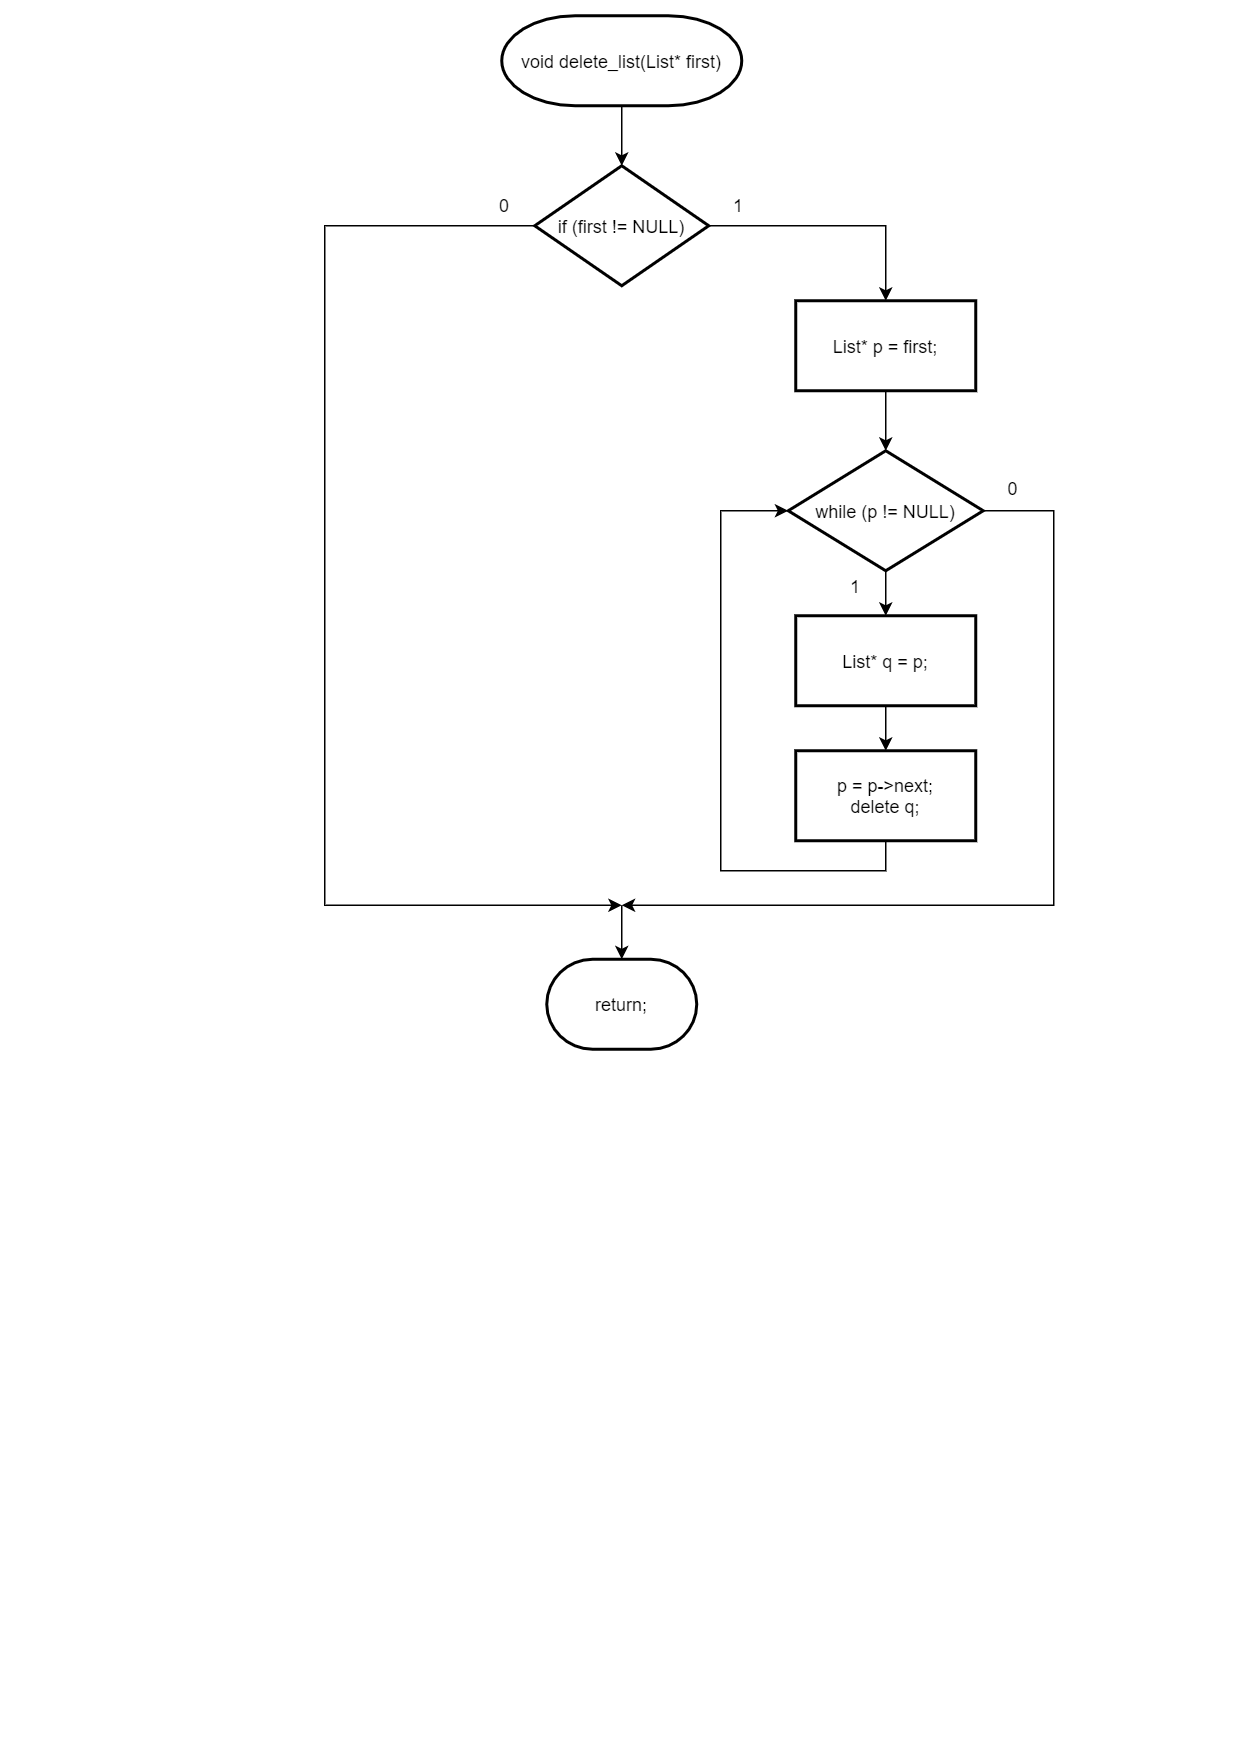 void delete_list(List* first)
0
1
if (first != NULL)
List* p = first;
0
while (p != NULL)
1
List* q = p;
p = p->next;
delete q;
return;